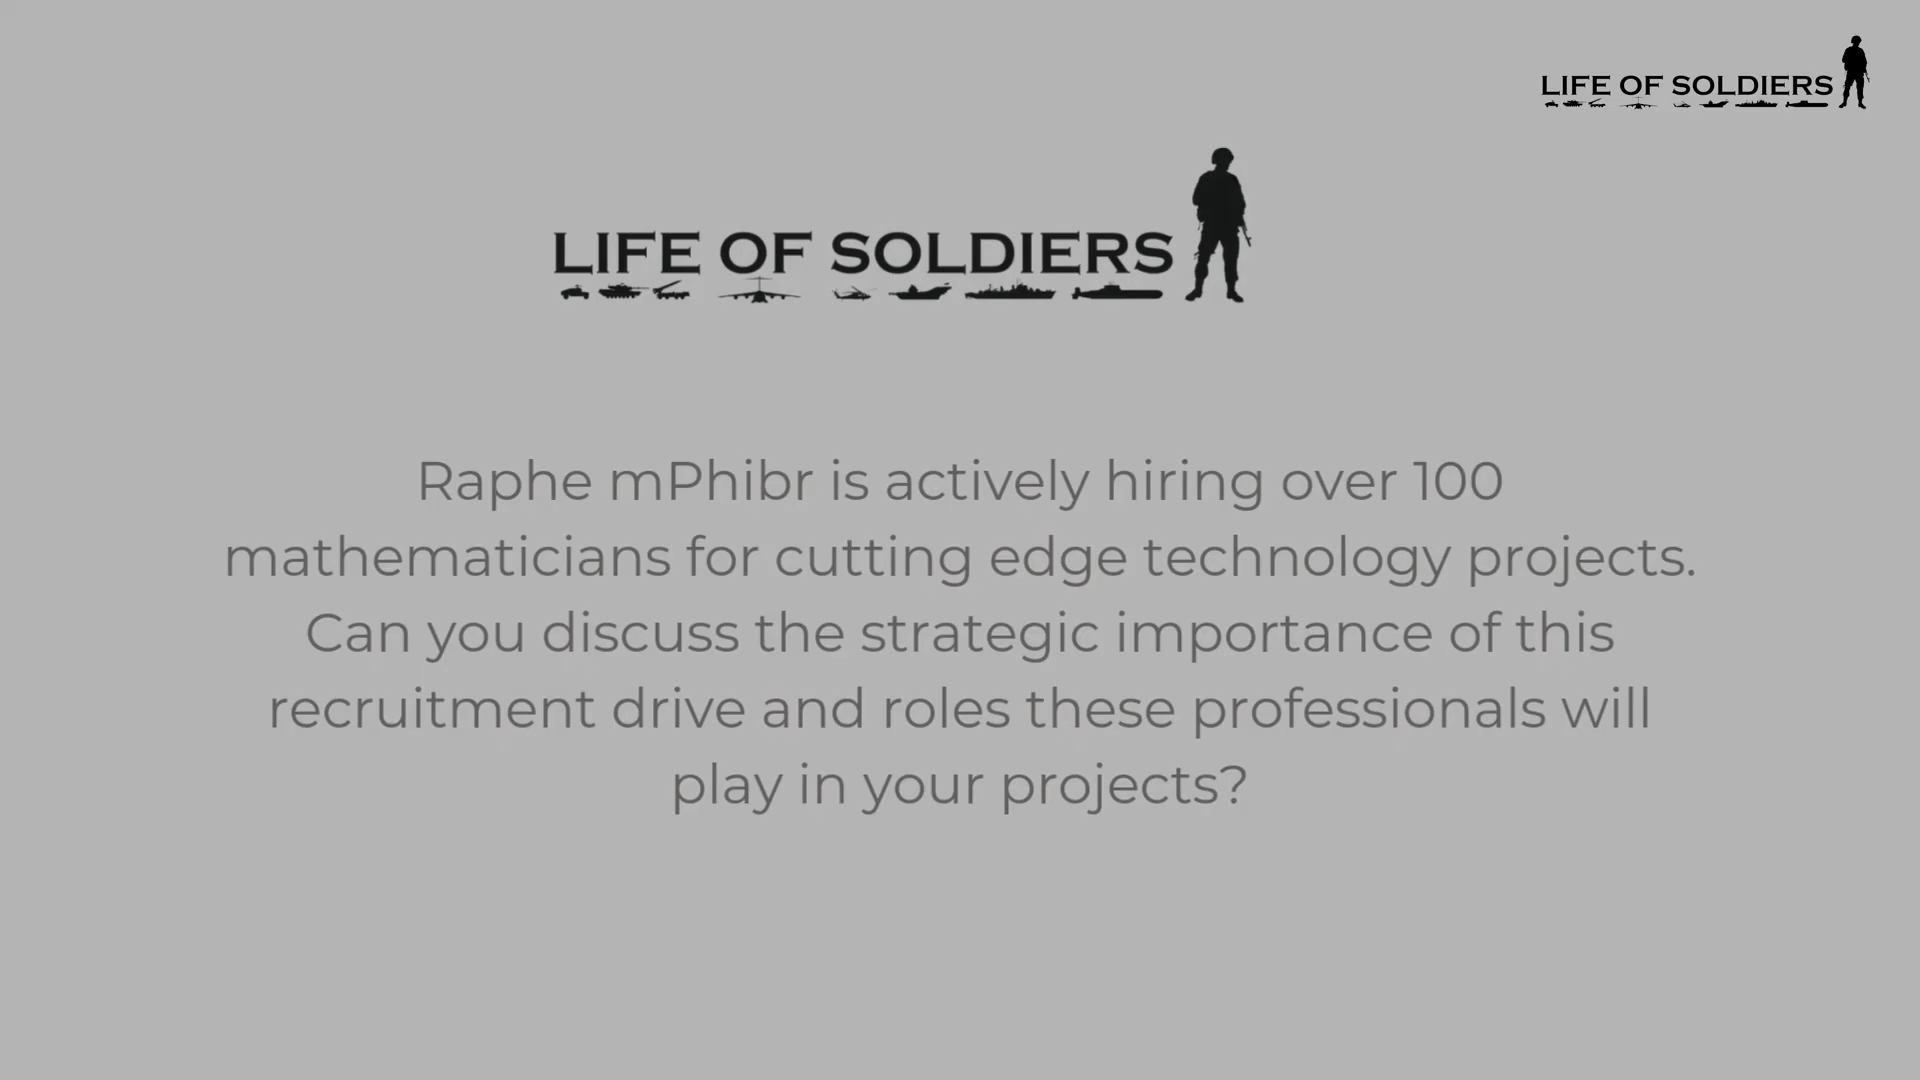 LIFE OF SOLDIERS
LIFE OF SOLDIERS
Raphe mPhibr is actively hiring over 100
mathematicians for cutting edge technology projects.
Can you discuss the strategic importance of this
recruitment drive and roles these professionals will
play in your projects?